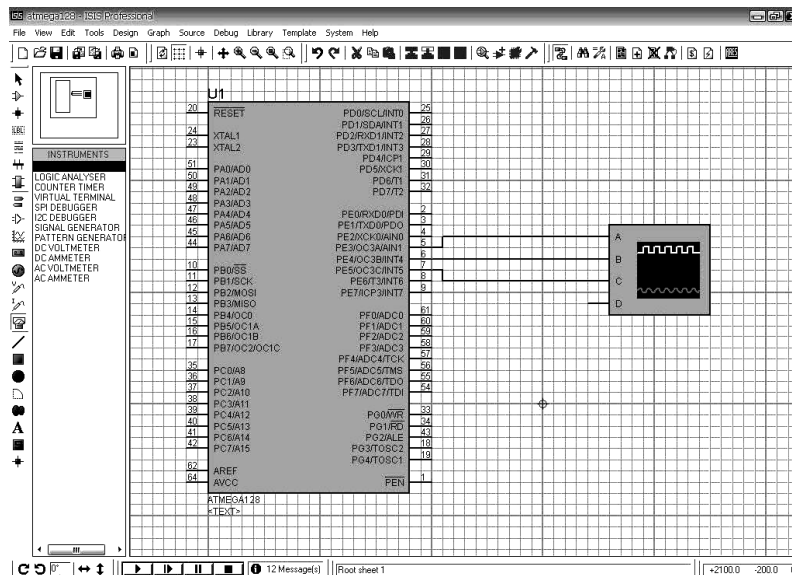 atmega128 - ISIS Professional
File View Edit Tools Design Graph Source Debug Library Template System Help
INSTRUMENTS
LOGIC ANALYSER
COUNTER TIMER
VIRTUAL TERMINAL
SPI DEBUGGER
I2C DEBUGGER
SIGNAL GENERATOR
PATTERN GENERATOR
DC VOLTMETER
DC AMMETER
AC VOLTMETER
AC AMMETER
U1
20 RESET PD0/SCL/INT0 25
PD1/SDA/INT1 26
24 XTAL1 PD2/RXD1/INT2 27
23 XTAL2 PD3/TXD1/INT3 28
PD4/ICP1 29
51 PA0/AD0 PD5/XCK1 30
50 PA1/AD1 PD6/T1 31
49 PA2/AD2 PD7/T2 32
48 PA3/AD3
47 PA4/AD4 PE0/RXD0/PDI 2
46 PA5/AD5 PE1/TXD0/PDO 3
45 PA6/AD6 PE2/XCK0/AIN0 4
44 PA7/AD7 PE3/OC3A/AIN1 5
PE4/OC3B/INT4 6
10 PB0/SS PE5/OC3C/INT5 7
11 PB1/SCK PE6/T3/INT6 8
12 PB2/MOSI PE7/ICP3/INT7 9
13 PB3/MISO
14 PB4/OC0 PF0/ADC0 61
15 PB5/OC1A PF1/ADC1 60
16 PB6/OC1B PF2/ADC2 59
17 PB7/OC2/OC1C PF3/ADC3 58
PF4/ADC4/TCK 57
35 PC0/A8 PF5/ADC5/TMS 56
36 PC1/A9 PF6/ADC6/TDO 55
37 PC2/A10 PF7/ADC7/TDI 54
38 PC3/A11
39 PC4/A12 PG0/WR 33
40 PC5/A13 PG1/RD 34
41 PC6/A14 PG2/ALE 43
42 PC7/A15 PG3/TOSC2 18
PG4/TOSC1 19
62 AREF
64 AVCC PEN 1
ATMEGA128
<TEXT>
A
B
C
D
0°
12 Message(s)
Root sheet 1
+2100.0 -200.0